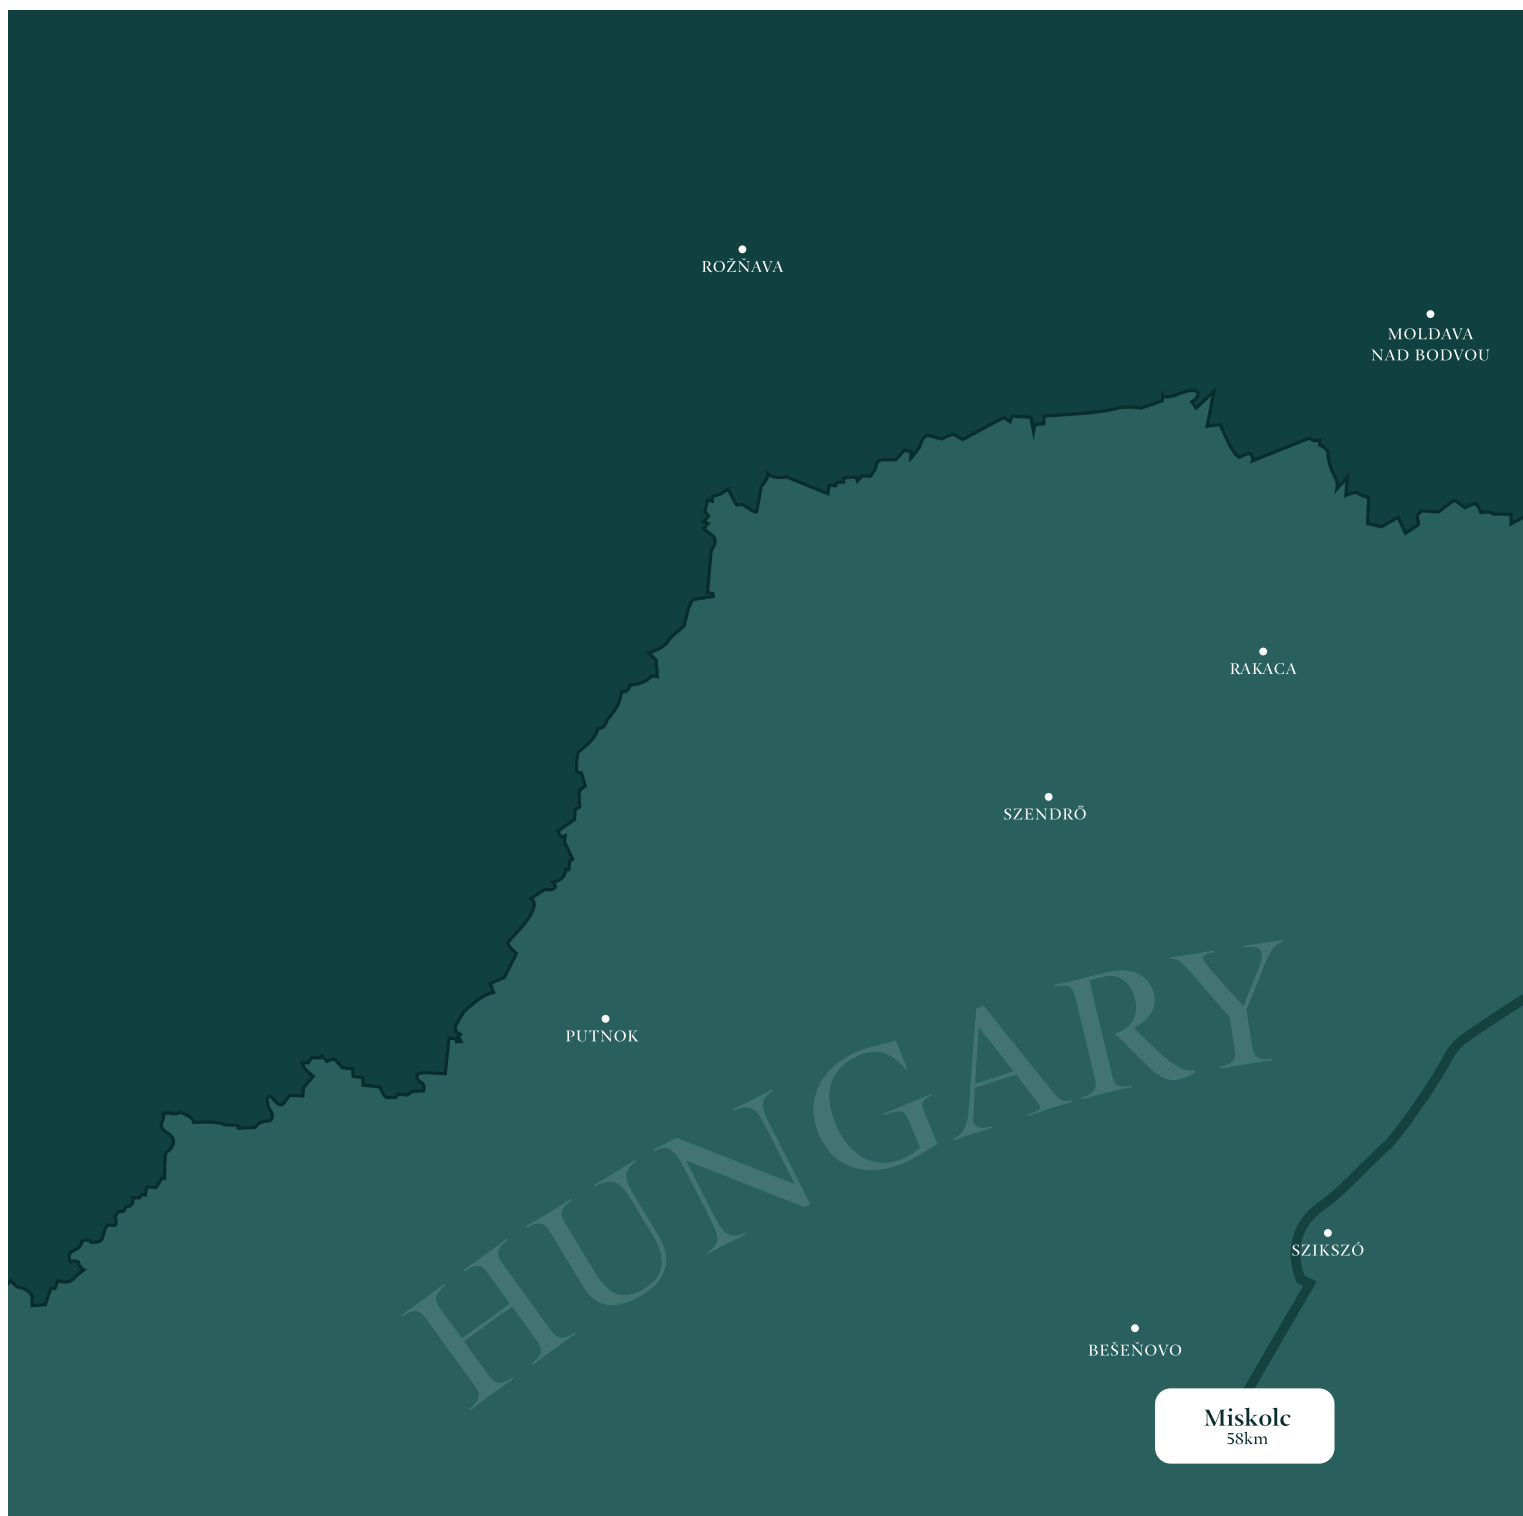 ROŽŇAVA
MOLDAVA
NAD BODVOU
RAKACA
SZENDRŐ
PUTNOK
HUNGARY
SZIKSZÓ
BEŠEŇOVO
Miskolc
58km